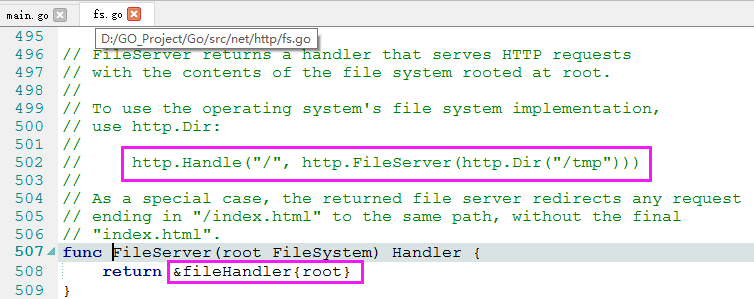 main.go fs.go
495
D:/GO_Project/Go/src/net/http/fs.go
496 // FileServer returns a handler that serves HTTP requests
497 // with the contents of the file system rooted at root.
498 //
499 // To use the operating system's file system implementation,
500 // use http.Dir:
501 //
502 // http.Handle("/", http.FileServer(http.Dir("/tmp")))
503 //
504 // As a special case, the returned file server redirects any request
505 // ending in "/index.html" to the same path, without the final
506 // "index.html".
507 func FileServer(root FileSystem) Handler {
508 return &fileHandler{root}
509 }